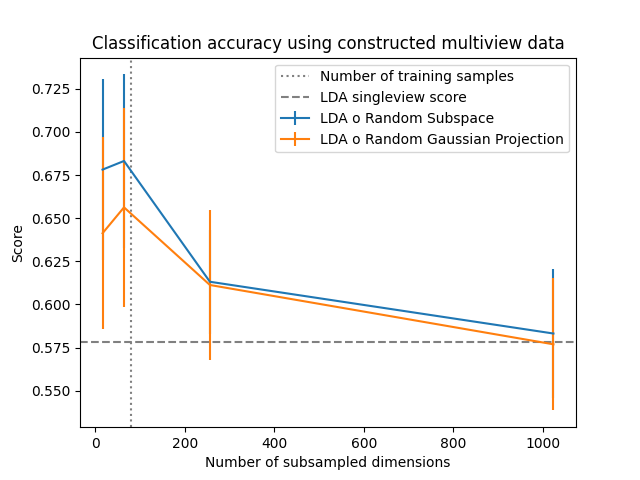 Classification accuracy using constructed multiview data
Number of training samples
LDA singleview score
LDA o Random Subspace
LDA o Random Gaussian Projection
Score
0.725
0.700
0.675
0.650
0.625
0.600
0.575
0.550
0 200 400 600 800 1000
Number of subsampled dimensions